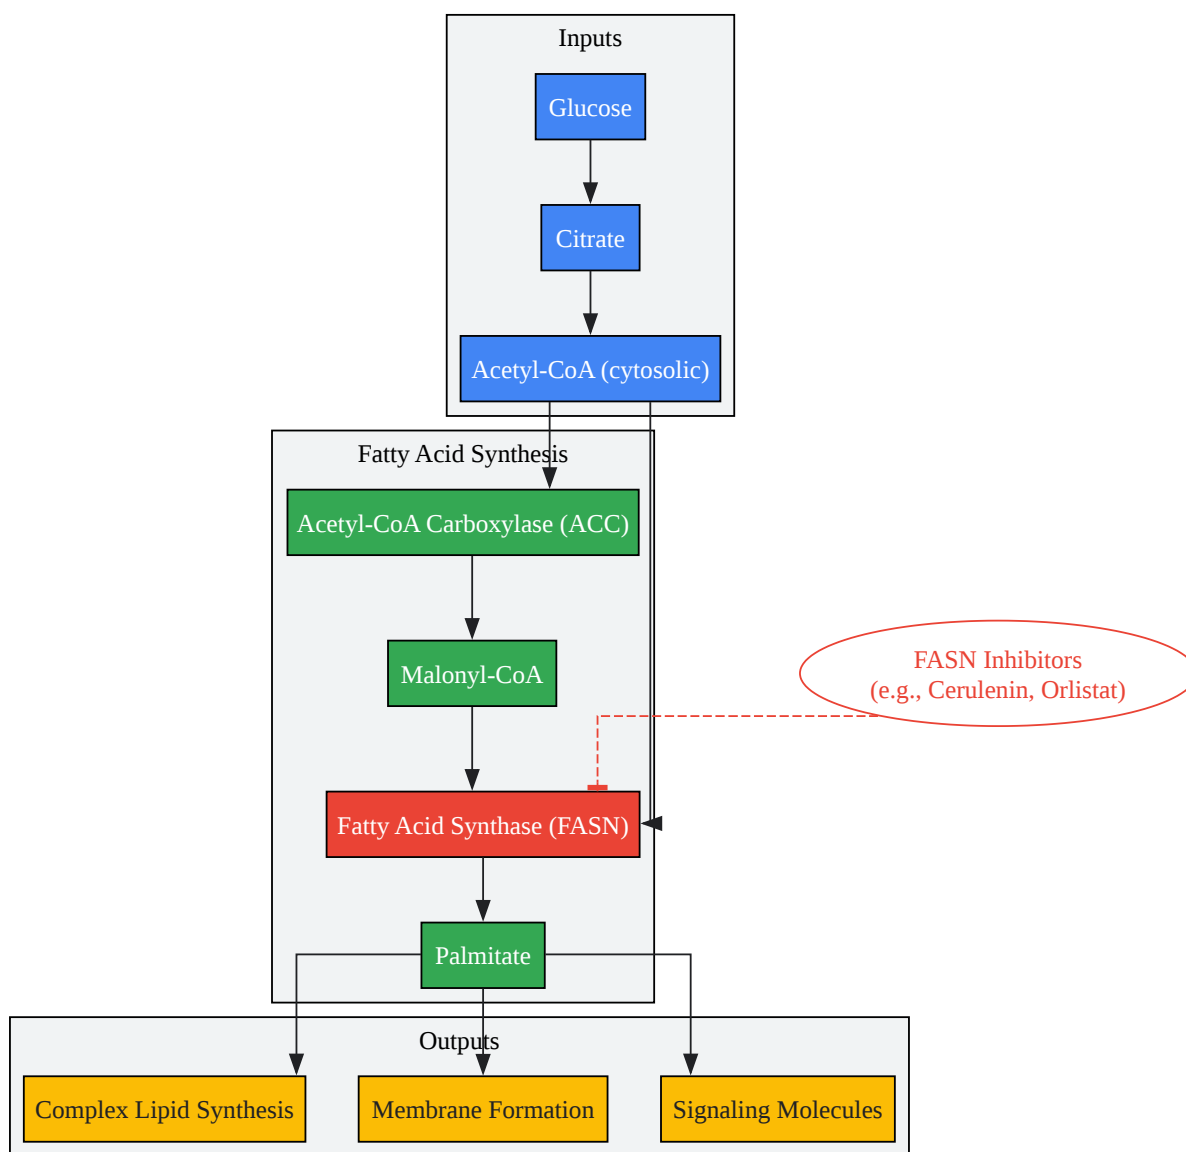 Inputs
Glucose
Citrate
Acetyl-CoA (cytosolic)
Fatty Acid Synthesis
Acetyl-CoA Carboxylase (ACC)
Malonyl-CoA
FASN Inhibitors
(e.g., Cerulenin, Orlistat)
Fatty Acid Synthase (FASN)
Palmitate
Outputs
Complex Lipid Synthesis
Membrane Formation
Signaling Molecules